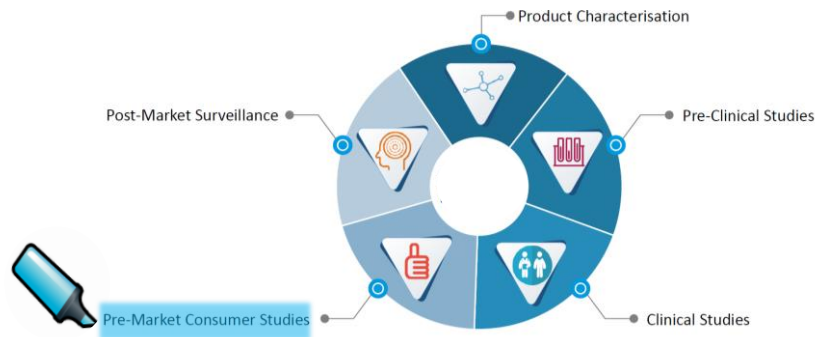 Product Characterisation
Post-Market Surveillance
Pre-Clinical Studies
Pre-Market Consumer Studies
Clinical Studies